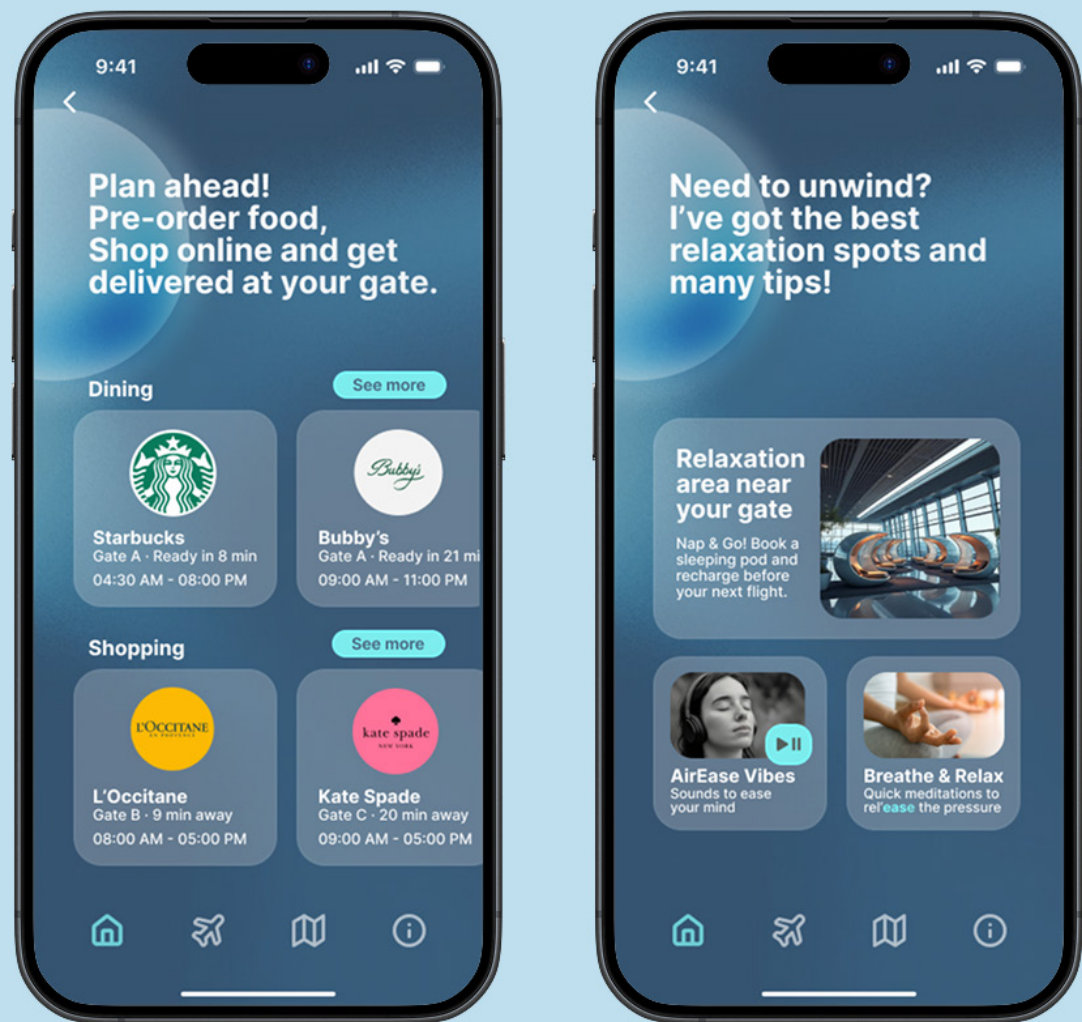 9:41
Plan ahead!
Pre-order food,
Shop online and get
delivered at your gate.
Dining
See more
Bubby's
Starbucks
Gate A · Ready in 8 min
04:30 AM - 08:00 PM
Bubby's
Gate A · Ready in 21 mi
09:00 AM - 11:00 PM
Shopping
See more
L'OCCITANE
EN PROVENCE
kate spade
NEW YORK
L'Occitane
Gate B · 9 min away
08:00 AM - 05:00 PM
Kate Spade
Gate C · 20 min away
09:00 AM - 05:00 PM
9:41
Need to unwind?
I've got the best
relaxation spots and
many tips!
Relaxation
area near
your gate
Nap & Go! Book a
sleeping pod and
recharge before
your next flight.
AirEase Vibes
Sounds to ease
your mind
Breathe & Relax
Quick meditations to
rel'ease the pressure